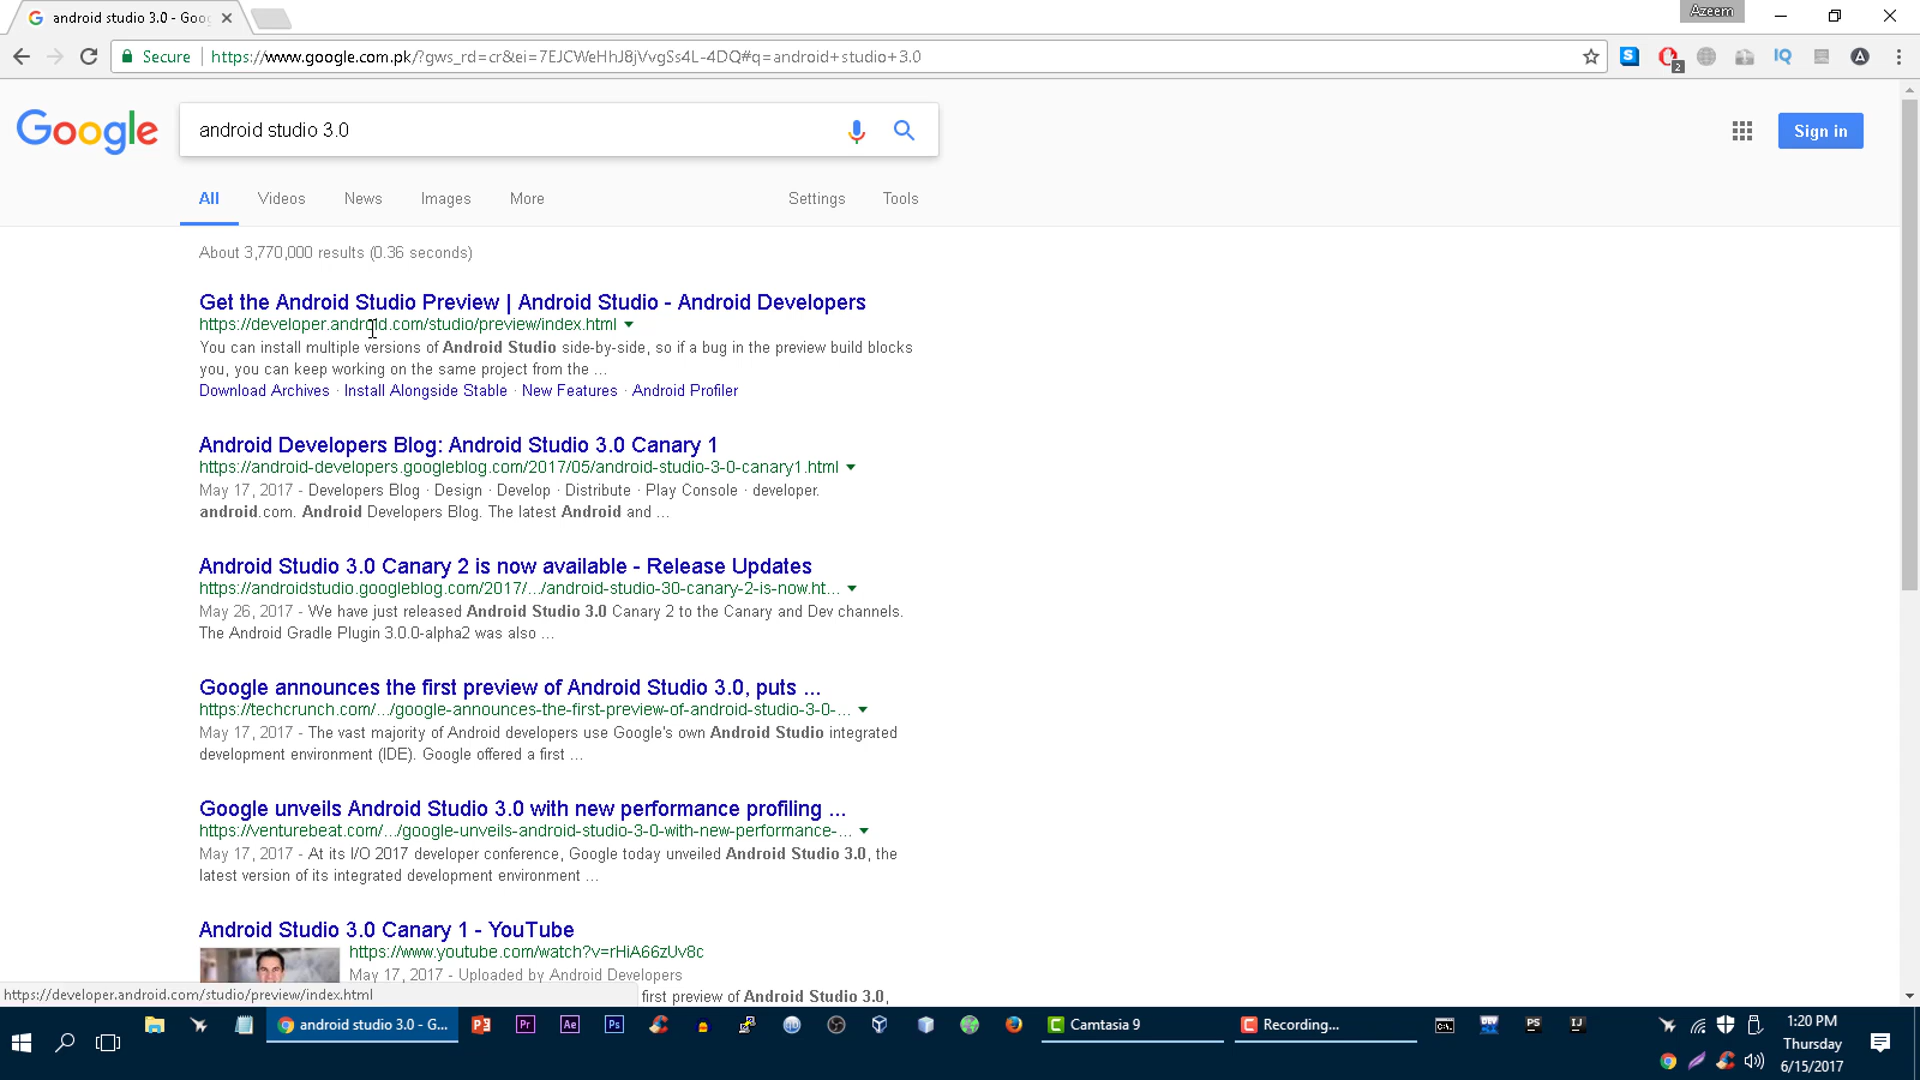 android studio 3.0 - Goog
Azeem
Secure
https://www.google.com.pk/?gws_rd=cr&ei=7EJCWeHhJ8jVvgSs4L-4DQ#q=android+studio+3.0
2
IQ
A
Google
android studio 3.0
Sign in
All
Videos
News
Images
More
Settings
Tools
About 3,770,000 results (0.36 seconds)
Get the Android Studio Preview | Android Studio - Android Developers
https://developer.android.com/studio/preview/index.html
You can install multiple versions of Android Studio side-by-side, so if a bug in the preview build blocks
you, you can keep working on the same project from the ...
Download Archives · Install Alongside Stable · New Features · Android Profiler
Android Developers Blog: Android Studio 3.0 Canary 1
https://android-developers.googleblog.com/2017/05/android-studio-3-0-canary1.html
May 17, 2017 - Developers Blog · Design · Develop · Distribute · Play Console · developer.
android.com. Android Developers Blog. The latest Android and ...
Android Studio 3.0 Canary 2 is now available - Release Updates
https://androidstudio.googleblog.com/2017/.../android-studio-30-canary-2-is-now.ht...
May 26, 2017 - We have just released Android Studio 3.0 Canary 2 to the Canary and Dev channels.
The Android Gradle Plugin 3.0.0-alpha2 was also ...
Google announces the first preview of Android Studio 3.0, puts ...
https://techcrunch.com/.../google-announces-the-first-preview-of-android-studio-3-0-...
May 17, 2017 - The vast majority of Android developers use Google's own Android Studio integrated
development environment (IDE). Google offered a first ...
Google unveils Android Studio 3.0 with new performance profiling ...
https://venturebeat.com/.../google-unveils-android-studio-3-0-with-new-performance-...
May 17, 2017 - At its I/O 2017 developer conference, Google today unveiled Android Studio 3.0, the
latest version of its integrated development environment ...
Android Studio 3.0 Canary 1 - YouTube
https://www.youtube.com/watch?v=rHiA66zUv8c
May 17, 2017 - Uploaded by Android Developers
first preview of Android Studio 3.0,
https://developer.android.com/studio/preview/index.html
android studio 3.0 - G...
Pr
Ae
Ps
Camtasia 9
Recording...
PS
IJ
1:20 PM
Thursday
6/15/2017